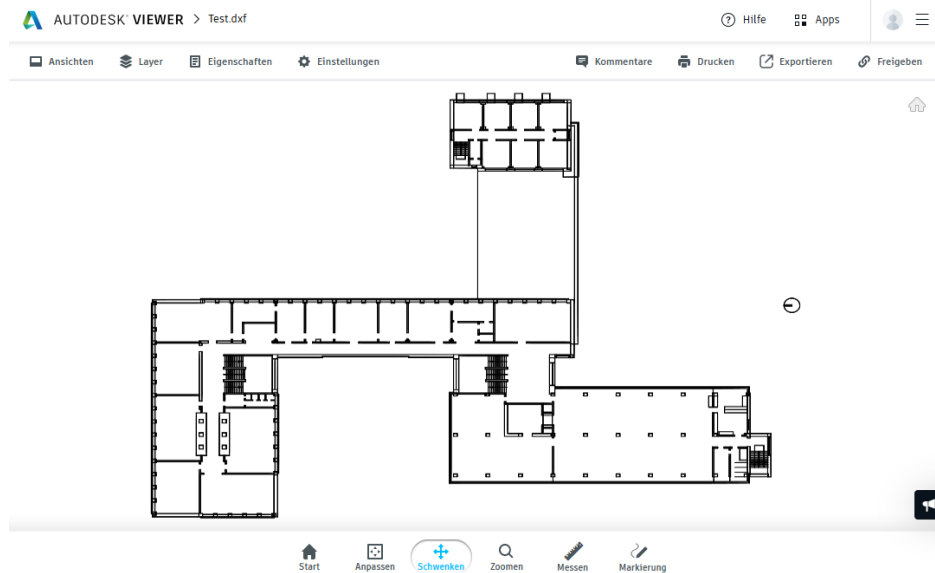 AUTODESK® VIEWER > Test.dxf
Hilfe
Apps
Ansichten
Layer
Eigenschaften
Einstellungen
Kommentare
Drucken
Exportieren
Freigeben
Start
Anpassen
Schwenken
Zoomen
Messen
Markierung